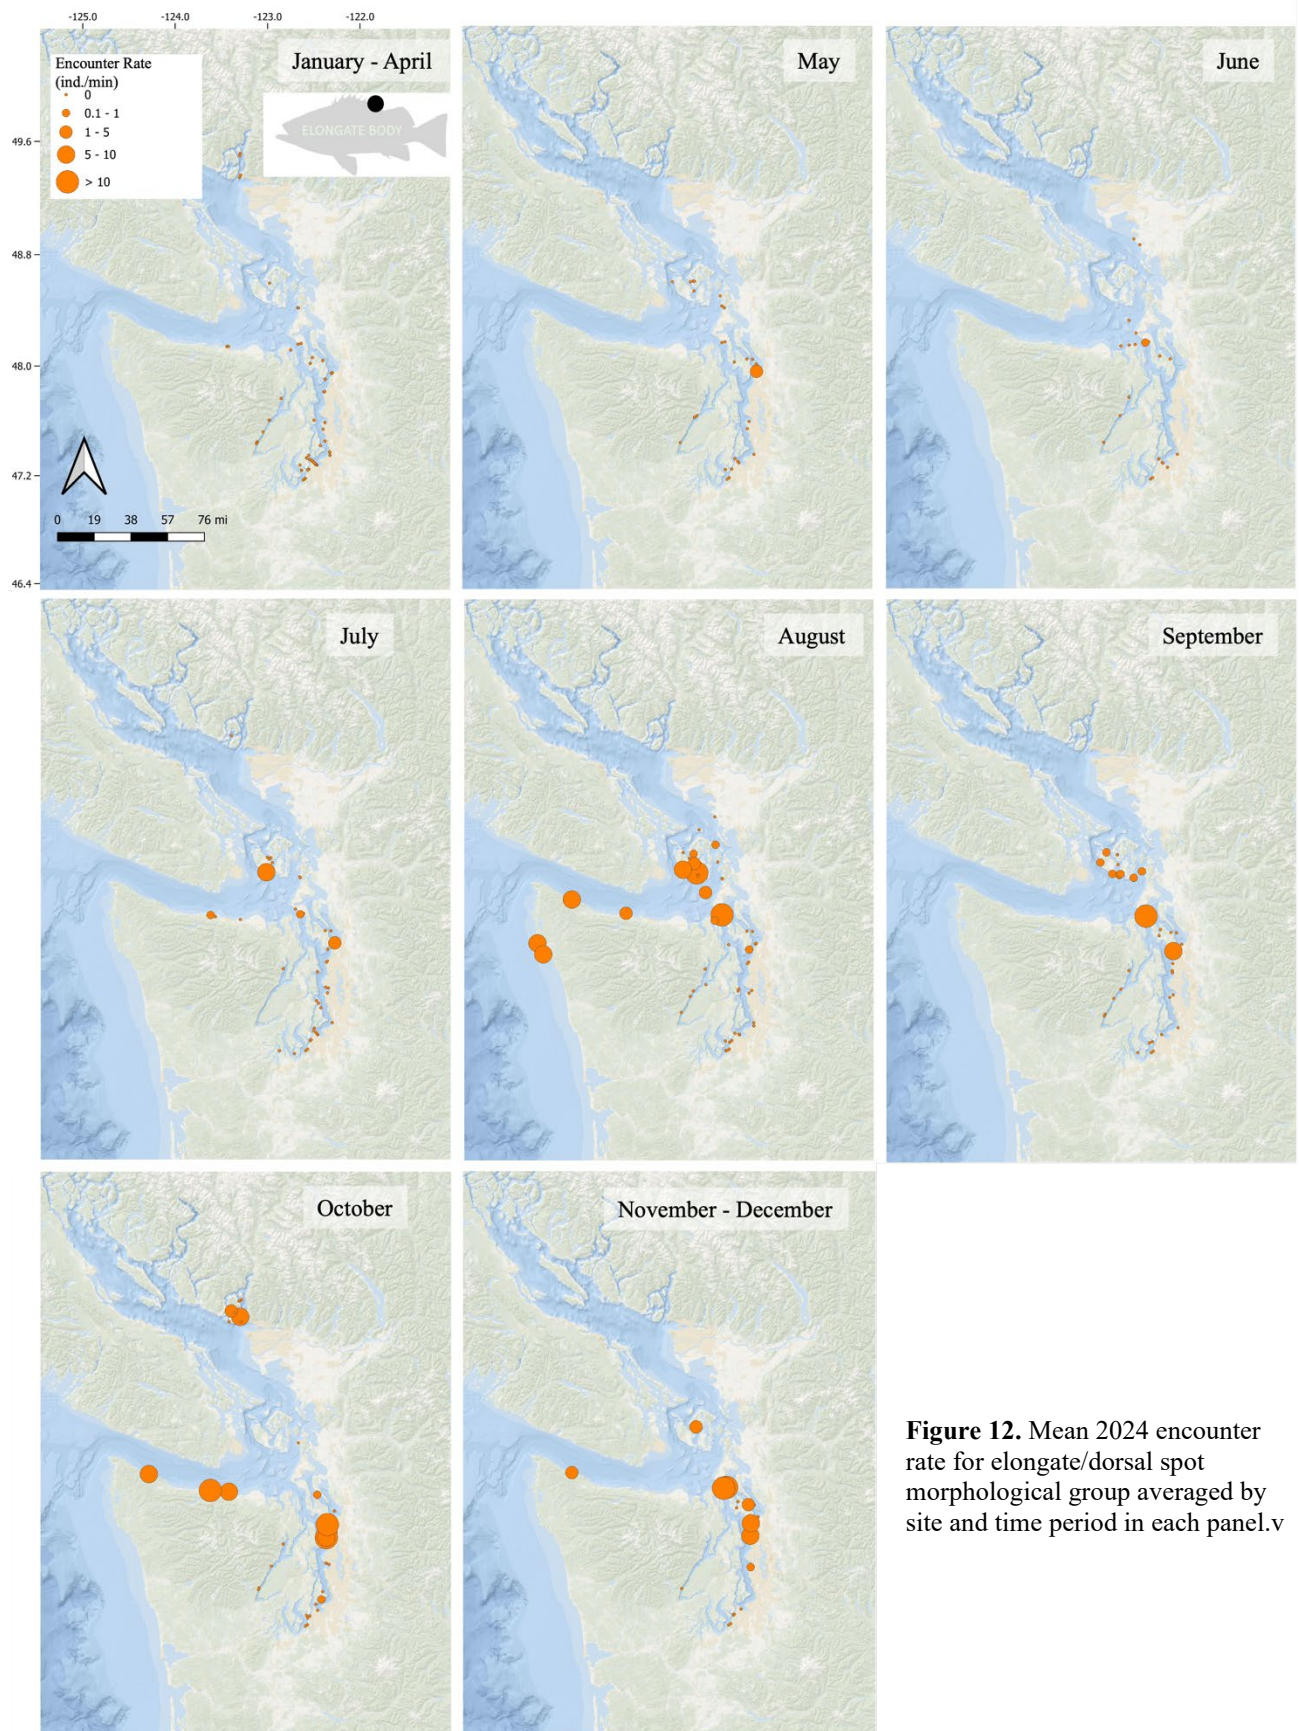 -125.0 -124.0 -123.0 -122.0
Encounter Rate
(ind./min)
0
0.1 - 1
1 - 5
5 - 10
> 10
January - April
ELONGATE BODY
49.6
48.8
48.0
47.2
46.4
0 19 38 57 76 mi
May
June
July
August
September
October
November - December
Figure 12. Mean 2024 encounter
rate for elongate/dorsal spot
morphological group averaged by
site and time period in each panel.v